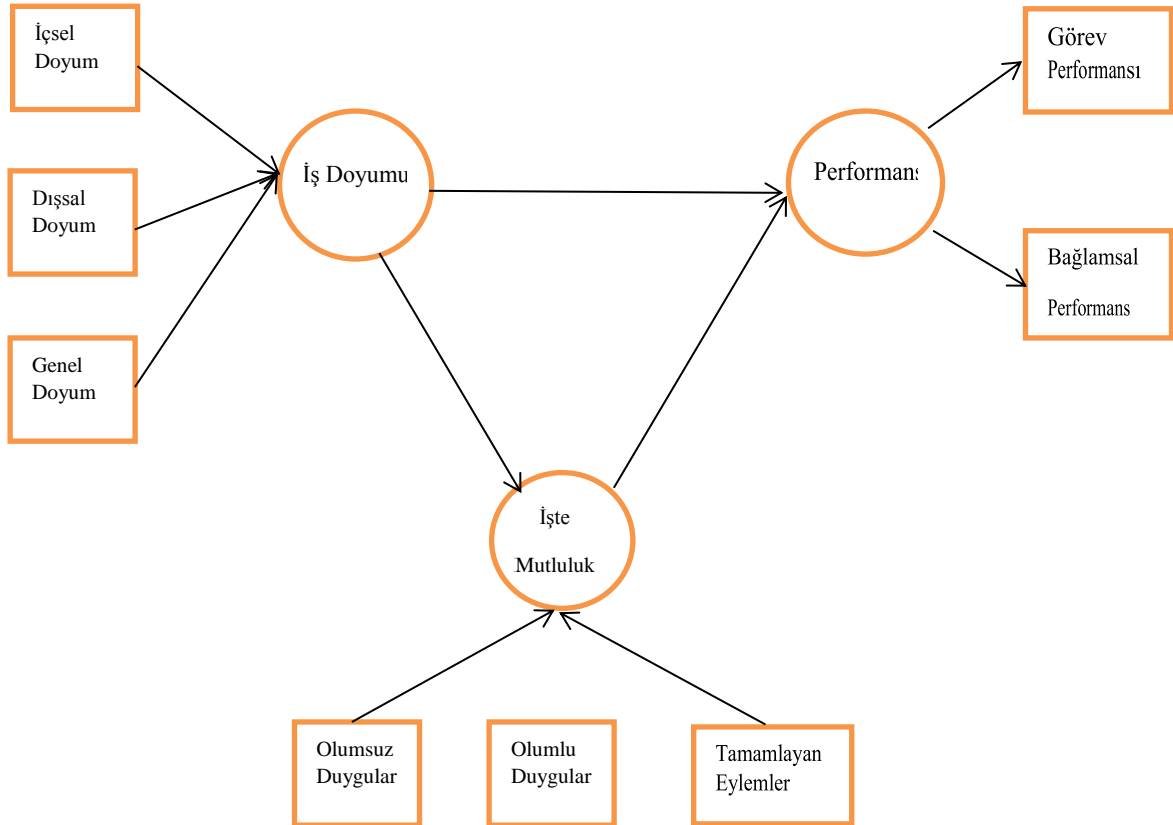 İçsel
Doyum
Görev
Performansı
İş Doyumu
Performans
Dışsal
Doyum
Bağlamsal
Performans
Genel
Doyum
İşte
Mutluluk
Olumsuz
Duygular
Olumlu
Duygular
Tamamlayan
Eylemler